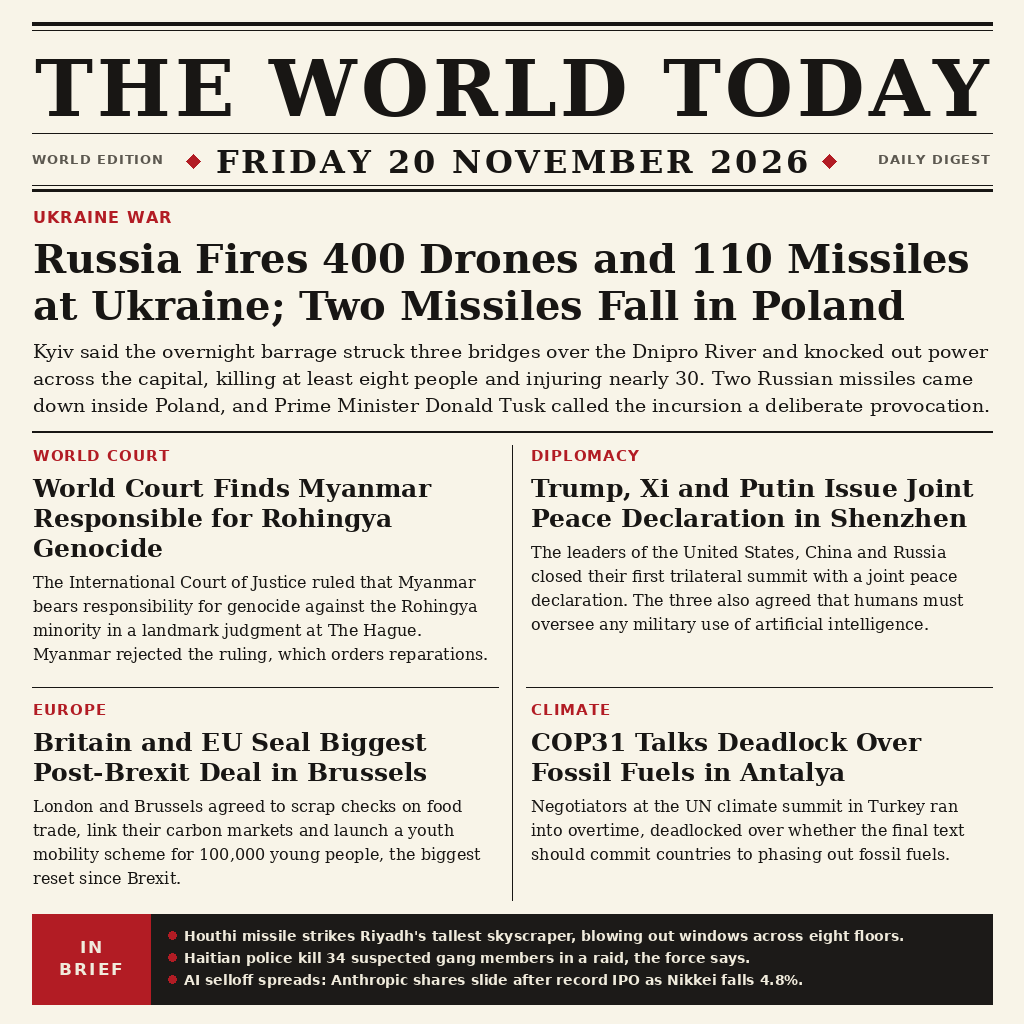 THE WORLD TODAY
WORLD EDITION
FRIDAY 20 NOVEMBER 2026
DAILY DIGEST
UKRAINE WAR
Russia Fires 400 Drones and 110 Missiles
at Ukraine; Two Missiles Fall in Poland
Kyiv said the overnight barrage struck three bridges over the Dnipro River and knocked out power
across the capital, killing at least eight people and injuring nearly 30. Two Russian missiles came
down inside Poland, and Prime Minister Donald Tusk called the incursion a deliberate provocation.
WORLD COURT
World Court Finds Myanmar
Responsible for Rohingya
Genocide
The International Court of Justice ruled that Myanmar
bears responsibility for genocide against the Rohingya
minority in a landmark judgment at The Hague.
Myanmar rejected the ruling, which orders reparations.
DIPLOMACY
Trump, Xi and Putin Issue Joint
Peace Declaration in Shenzhen
The leaders of the United States, China and Russia
closed their first trilateral summit with a joint peace
declaration. The three also agreed that humans must
oversee any military use of artificial intelligence.
EUROPE
Britain and EU Seal Biggest
Post-Brexit Deal in Brussels
London and Brussels agreed to scrap checks on food
trade, link their carbon markets and launch a youth
mobility scheme for 100,000 young people, the biggest
reset since Brexit.
CLIMATE
COP31 Talks Deadlock Over
Fossil Fuels in Antalya
Negotiators at the UN climate summit in Turkey ran
into overtime, deadlocked over whether the final text
should commit countries to phasing out fossil fuels.
IN
BRIEF
Houthi missile strikes Riyadh's tallest skyscraper, blowing out windows across eight floors.
Haitian police kill 34 suspected gang members in a raid, the force says.
AI selloff spreads: Anthropic shares slide after record IPO as Nikkei falls 4.8%.